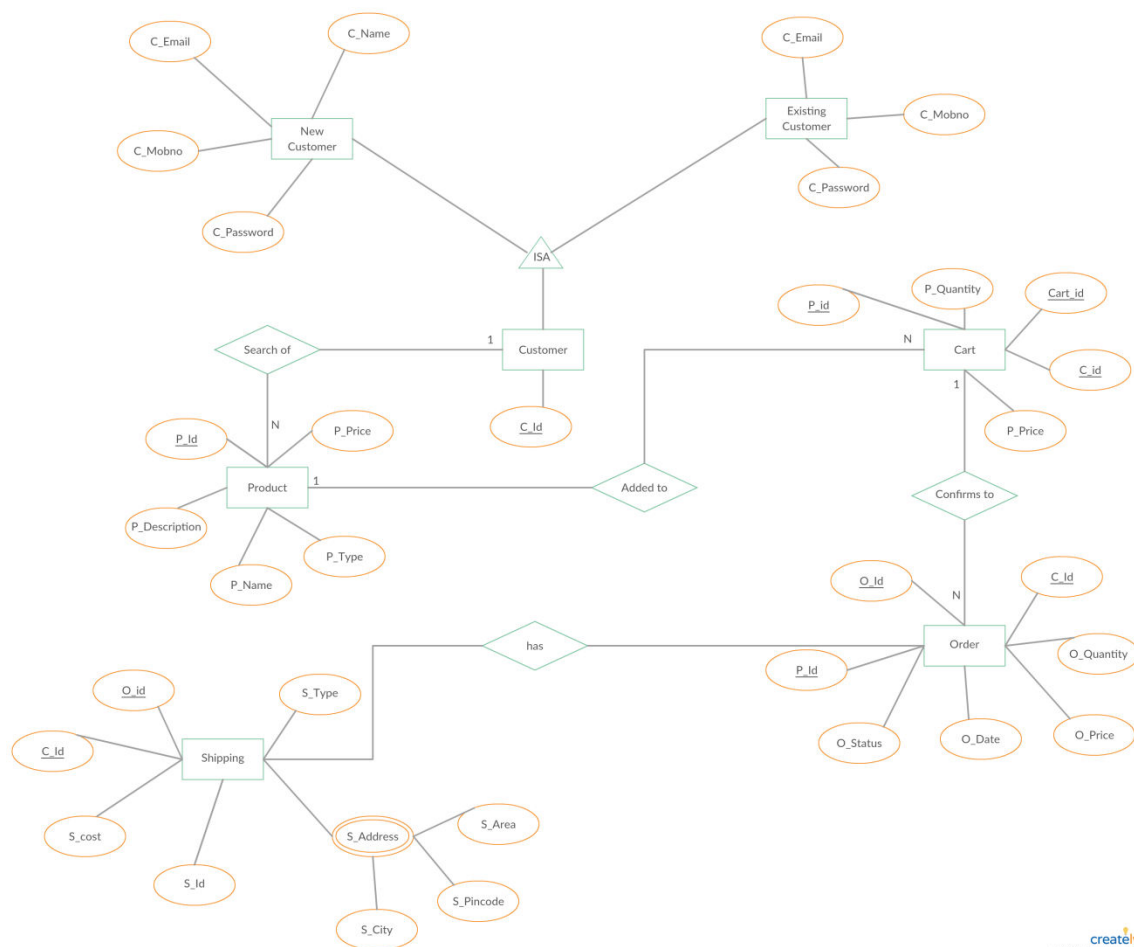 C_Name
C_Email
C_Email
New
Customer
Existing
Customer
C_Mobno
C_Mobno
C_Password
C_Password
ISA
P_id
P_Quantity
Cart_id
Search of
1
Customer
N
Cart
C_id
1
C_Id
N
P_Id
P_Price
P_Price
Product
1
Added to
Confirms to
P_Description
P_Type
P_Name
O_Id
C_Id
N
has
Order
O_Quantity
P_Id
O_id
S_Type
C_Id
O_Status
O_Date
O_Price
Shipping
S_cost
S_Address
S_Area
S_Id
S_Pincode
S_City
create